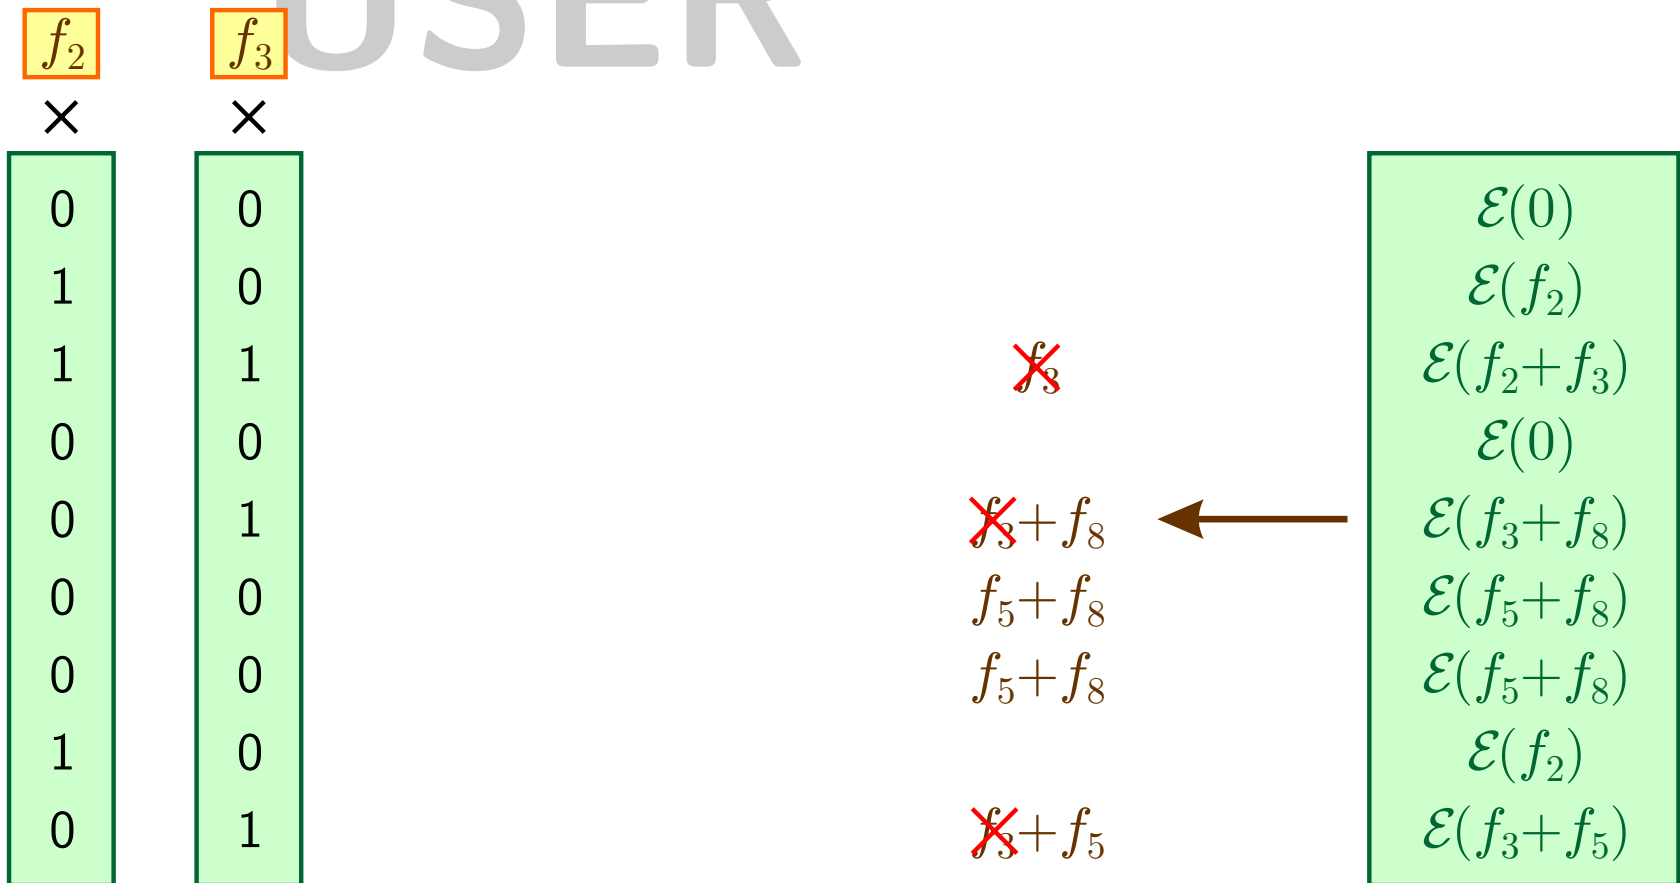 USER
f₂ f₃
× ×
0 0 ℰ(0)
1 0 ℰ(f₂)
1 1 f₃ ℰ(f₂+f₃)
0 0 ℰ(0)
0 1 f₃+f₈ ℰ(f₃+f₈)
0 0 f₅+f₈ ℰ(f₅+f₈)
0 0 f₅+f₈ ℰ(f₅+f₈)
1 0 ℰ(f₂)
0 1 f₃+f₅ ℰ(f₃+f₅)